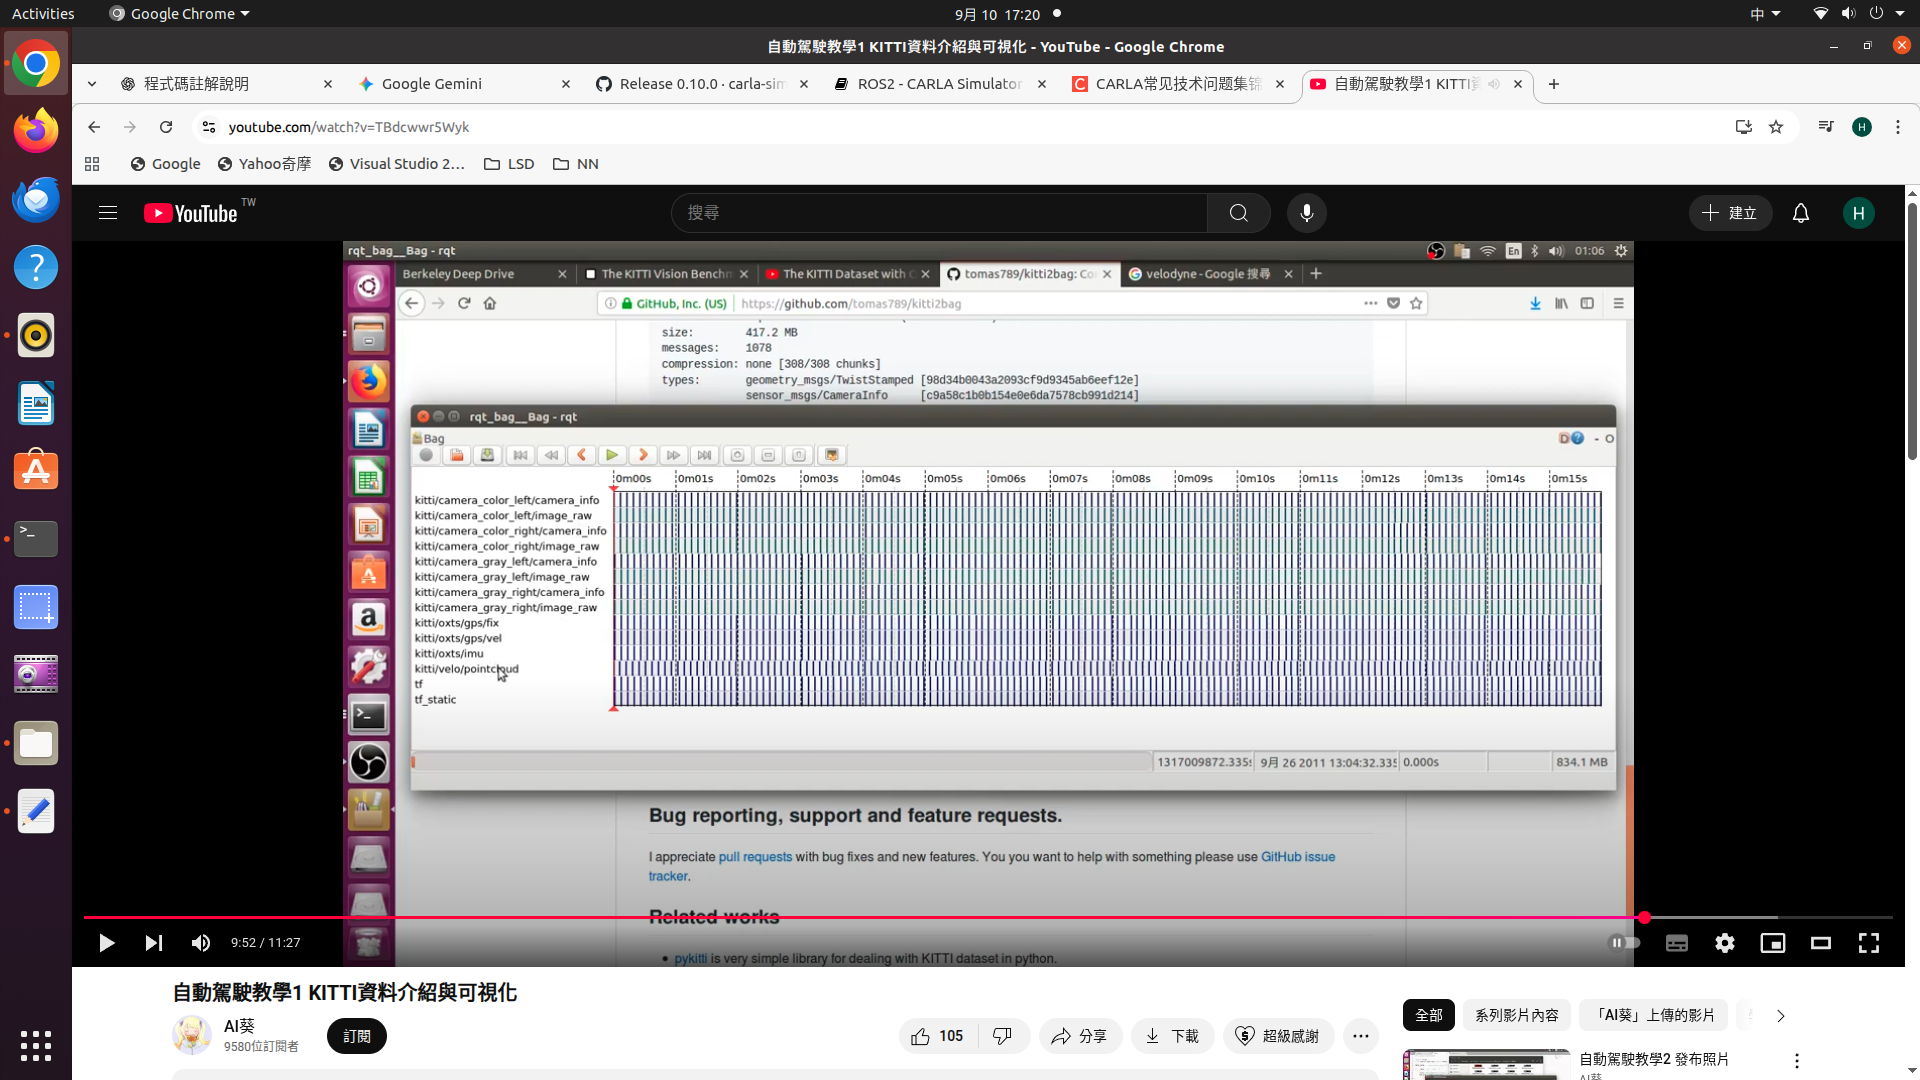 Activities
Google Chrome
9月 10 17:20
中
自動駕駛教學1 KITTI資料介紹與可視化 - YouTube - Google Chrome
程式碼註解說明
Google Gemini
Release 0.10.0 · carla-sim
ROS2 - CARLA Simulator
CARLA常见技术问题集锦
自動駕駛教學1 KITTI資
youtube.com/watch?v=TBdcwwr5Wyk
H
Google
Yahoo奇摩
Visual Studio 2…
LSD
NN
YouTube TW
搜尋
建立
H
rqt_bag__Bag - rqt
En
01:06
Berkeley Deep Drive
The KITTI Vision Benchm
The KITTI Dataset with C
tomas789/kitti2bag: Co
velodyne - Google 搜尋
GitHub, Inc. (US)
https://github.com/tomas789/kitti2bag
size: 417.2 MB
messages: 1078
compression: none [308/308 chunks]
types: geometry_msgs/TwistStamped [98d34b0043a2093cf9d9345ab6eef12e]
sensor_msgs/CameraInfo [c9a58c1b0b154e0e6da7578cb991d214]
rqt_bag__Bag - rqt
Bag
D
- O
0m00s 0m01s 0m02s 0m03s 0m04s 0m05s 0m06s 0m07s 0m08s 0m09s 0m10s 0m11s 0m12s 0m13s 0m14s 0m15s
kitti/camera_color_left/camera_info
kitti/camera_color_left/image_raw
kitti/camera_color_right/camera_info
kitti/camera_color_right/image_raw
kitti/camera_gray_left/camera_info
kitti/camera_gray_left/image_raw
kitti/camera_gray_right/camera_info
kitti/camera_gray_right/image_raw
kitti/oxts/gps/fix
kitti/oxts/gps/vel
kitti/oxts/imu
kitti/velo/pointcloud
tf
tf_static
1317009872.335s
9月 26 2011 13:04:32.335
0.000s
834.1 MB
Bug reporting, support and feature requests.
I appreciate pull requests with bug fixes and new features. You you want to help with something please use GitHub issue
tracker.
Related works
• pykitti is very simple library for dealing with KITTI dataset in python.
9:52 / 11:27
自動駕駛教學1 KITTI資料介紹與可視化
AI葵
9580位訂閱者
訂閱
105
分享
下載
超級感謝
全部
系列影片內容
「AI葵」上傳的影片
自動駕駛教學2 發布照片
AI葵